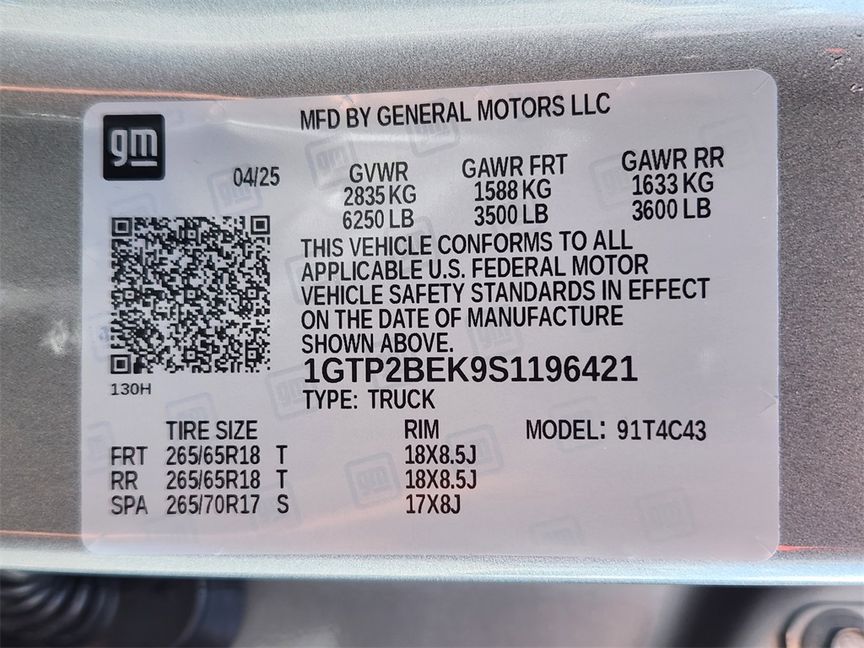 MFD BY GENERAL MOTORS LLC
gm
04/25
GVWR GAWR FRT GAWR RR
2835 KG 1588 KG 1633 KG
6250 LB 3500 LB 3600 LB
THIS VEHICLE CONFORMS TO ALL
APPLICABLE U.S. FEDERAL MOTOR
VEHICLE SAFETY STANDARDS IN EFFECT
ON THE DATE OF MANUFACTURE
SHOWN ABOVE.
1GTP2BEK9S1196421
130H
TYPE: TRUCK
TIRE SIZE RIM MODEL: 91T4C43
FRT 265/65R18 T 18X8.5J
RR 265/65R18 T 18X8.5J
SPA 265/70R17 S 17X8J